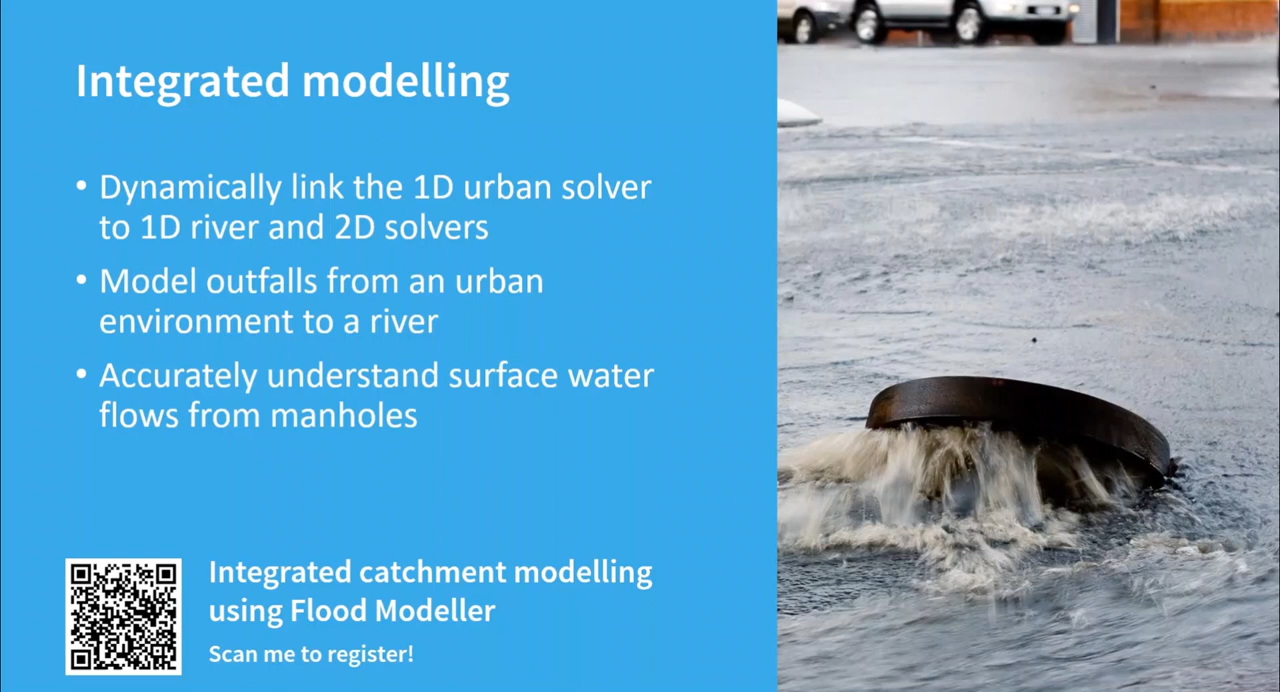 Integrated modelling
• Dynamically link the 1D urban solver
to 1D river and 2D solvers
• Model outfalls from an urban
environment to a river
• Accurately understand surface water
flows from manholes
Integrated catchment modelling
using Flood Modeller
Scan me to register!